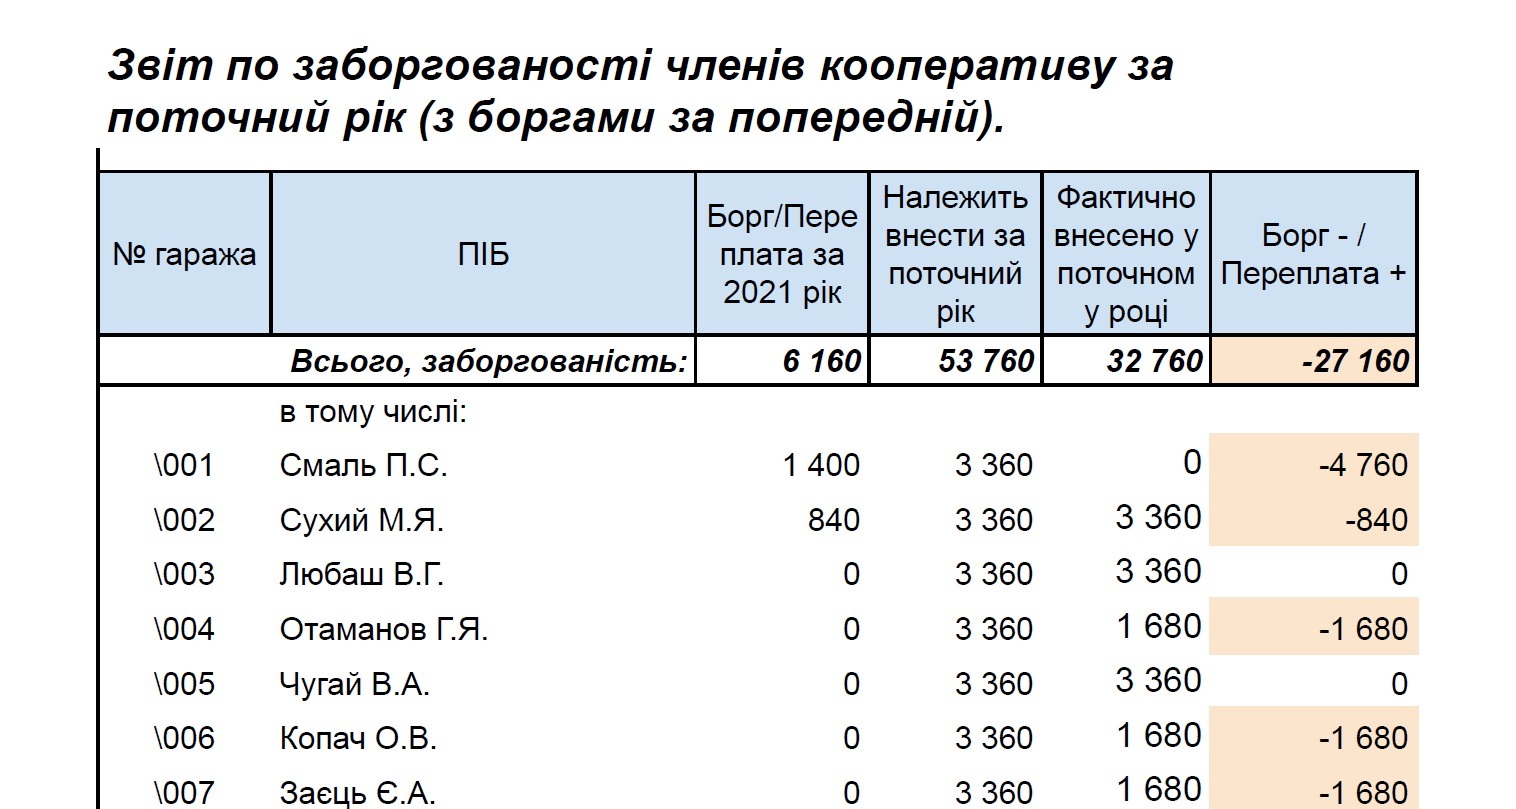 Звіт по заборгованості членів кооперативу за
поточний рік (з боргами за попередній).
№ гаража
ПІБ
Борг/Пере
плата за
2021 рік
Належить
внести за
поточний
рік
Фактично
внесено у
поточном
у році
Борг - /
Переплата +
Всього, заборгованість: 6 160 53 760 32 760 -27 160
в тому числі:
\001 Смаль П.С. 1 400 3 360 0 -4 760
\002 Сухий М.Я. 840 3 360 3 360 -840
\003 Любаш В.Г. 0 3 360 3 360 0
\004 Отаманов Г.Я. 0 3 360 1 680 -1 680
\005 Чугай В.А. 0 3 360 3 360 0
\006 Копач О.В. 0 3 360 1 680 -1 680
\007 Заєць Є.А. 0 3 360 1 680 -1 680